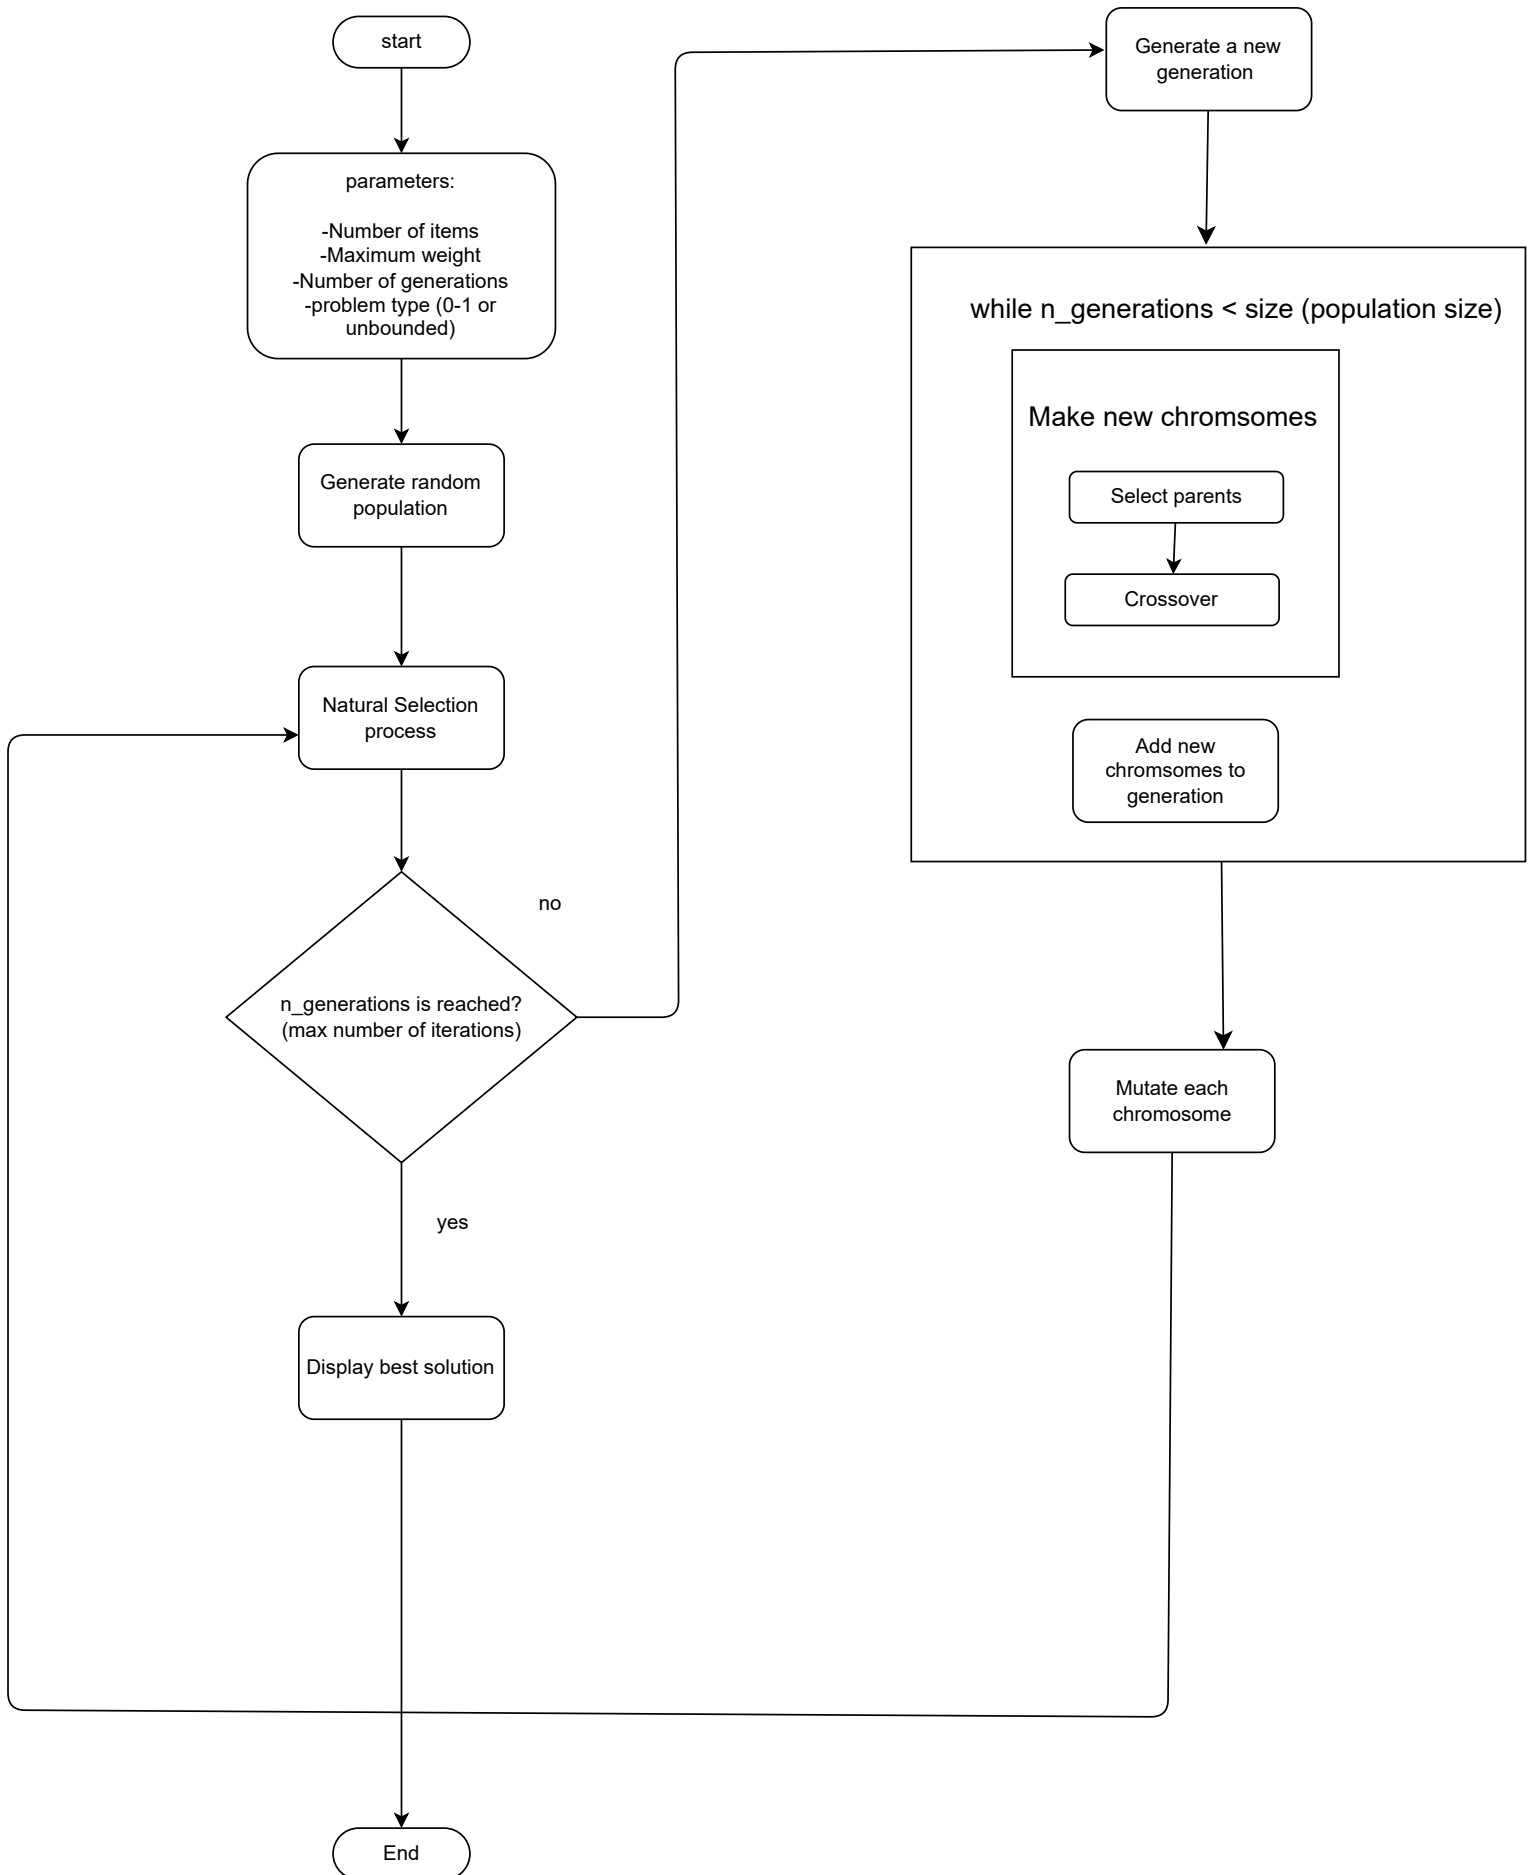 start
parameters:
-Number of items
-Maximum weight
-Number of generations
-problem type (0-1 or
unbounded)
Generate random
population
Natural Selection
process
no
n_generations is reached?
(max number of iterations)
yes
Display best solution
End
Generate a new
generation
while n_generations < size (population size)
Make new chromsomes
Select parents
Crossover
Add new
chromsomes to
generation
Mutate each
chromosome